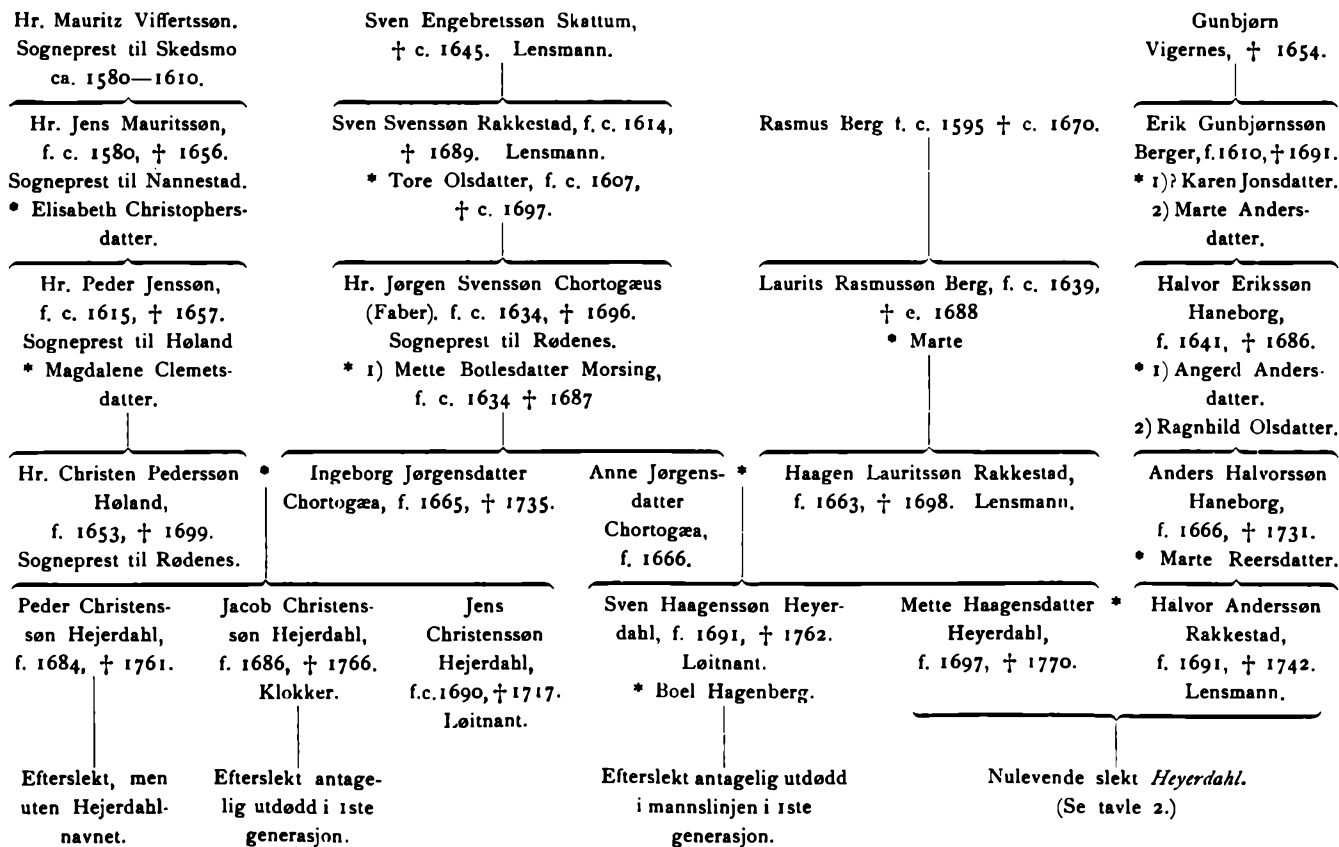 Hr. Mauritz Viffertssøn.
Sogneprest til Skedsmo
ca. 1580—1610.
Sven Engebretssøn Skattum,
† c. 1645. Lensmann.
Gunbjørn
Vigernes, † 1654.
Hr. Jens Mauritssøn,
f. c. 1580, † 1656.
Sogneprest til Nannestad.
* Elisabeth Christophers-
datter.
Sven Svenssøn Rakkestad, f. c. 1614,
† 1689. Lensmann.
* Tore Olsdatter, f. c. 1607,
† c. 1697.
Rasmus Berg f. c. 1595 † c. 1670.
Erik Gunbjørnssøn
Berger, f. 1610, † 1691.
* 1)? Karen Jonsdatter.
2) Marte Anders-
datter.
Hr. Peder Jenssøn,
f. c. 1615, † 1657.
Sogneprest til Høland
* Magdalene Clemets-
datter.
Hr. Jørgen Svenssøn Chortogæus
(Faber). f. c. 1634, † 1696.
Sogneprest til Rødenes.
* 1) Mette Botlesdatter Morsing,
f. c. 1634 † 1687
Laurits Rasmussøn Berg, f. c. 1639,
† c. 1688
* Marte
Halvor Erikssøn
Haneborg,
f. 1641, † 1686.
* 1) Angerd Anders-
datter.
2) Ragnhild Olsdatter.
Hr. Christen Pederssøn *
Høland,
f. 1653, † 1699.
Sogneprest til Rødenes.
Ingeborg Jørgensdatter
Chortogæa, f. 1665, † 1735.
Anne Jørgens- *
datter
Chortogæa,
f. 1666.
Haagen Lauritssøn Rakkestad,
f. 1663, † 1698. Lensmann.
Anders Halvorssøn
Haneborg,
f. 1666, † 1731.
* Marte Reersdatter.
Peder Christens-
søn Hejerdahl,
f. 1684, † 1761.
Jacob Christens-
søn Hejerdahl,
f. 1686, † 1766.
Klokker.
Jens
Christenssøn
Hejerdahl,
f. c. 1690, † 1717.
Løitnant.
Sven Haagenssøn Heyer-
dahl, f. 1691, † 1762.
Løitnant.
* Boel Hagenberg.
Mette Haagensdatter *
Heyerdahl,
f. 1697, † 1770.
Halvor Anderssøn
Rakkestad,
f. 1691, † 1742.
Lensmann.
Efterslekt, men
uten Hejerdahl-
navnet.
Efterslekt antage-
lig utdødd i 1ste
generasjon.
Efterslekt antagelig utdødd
i mannslinjen i 1ste
generasjon.
Nulevende slekt Heyerdahl.
(Se tavle 2.)